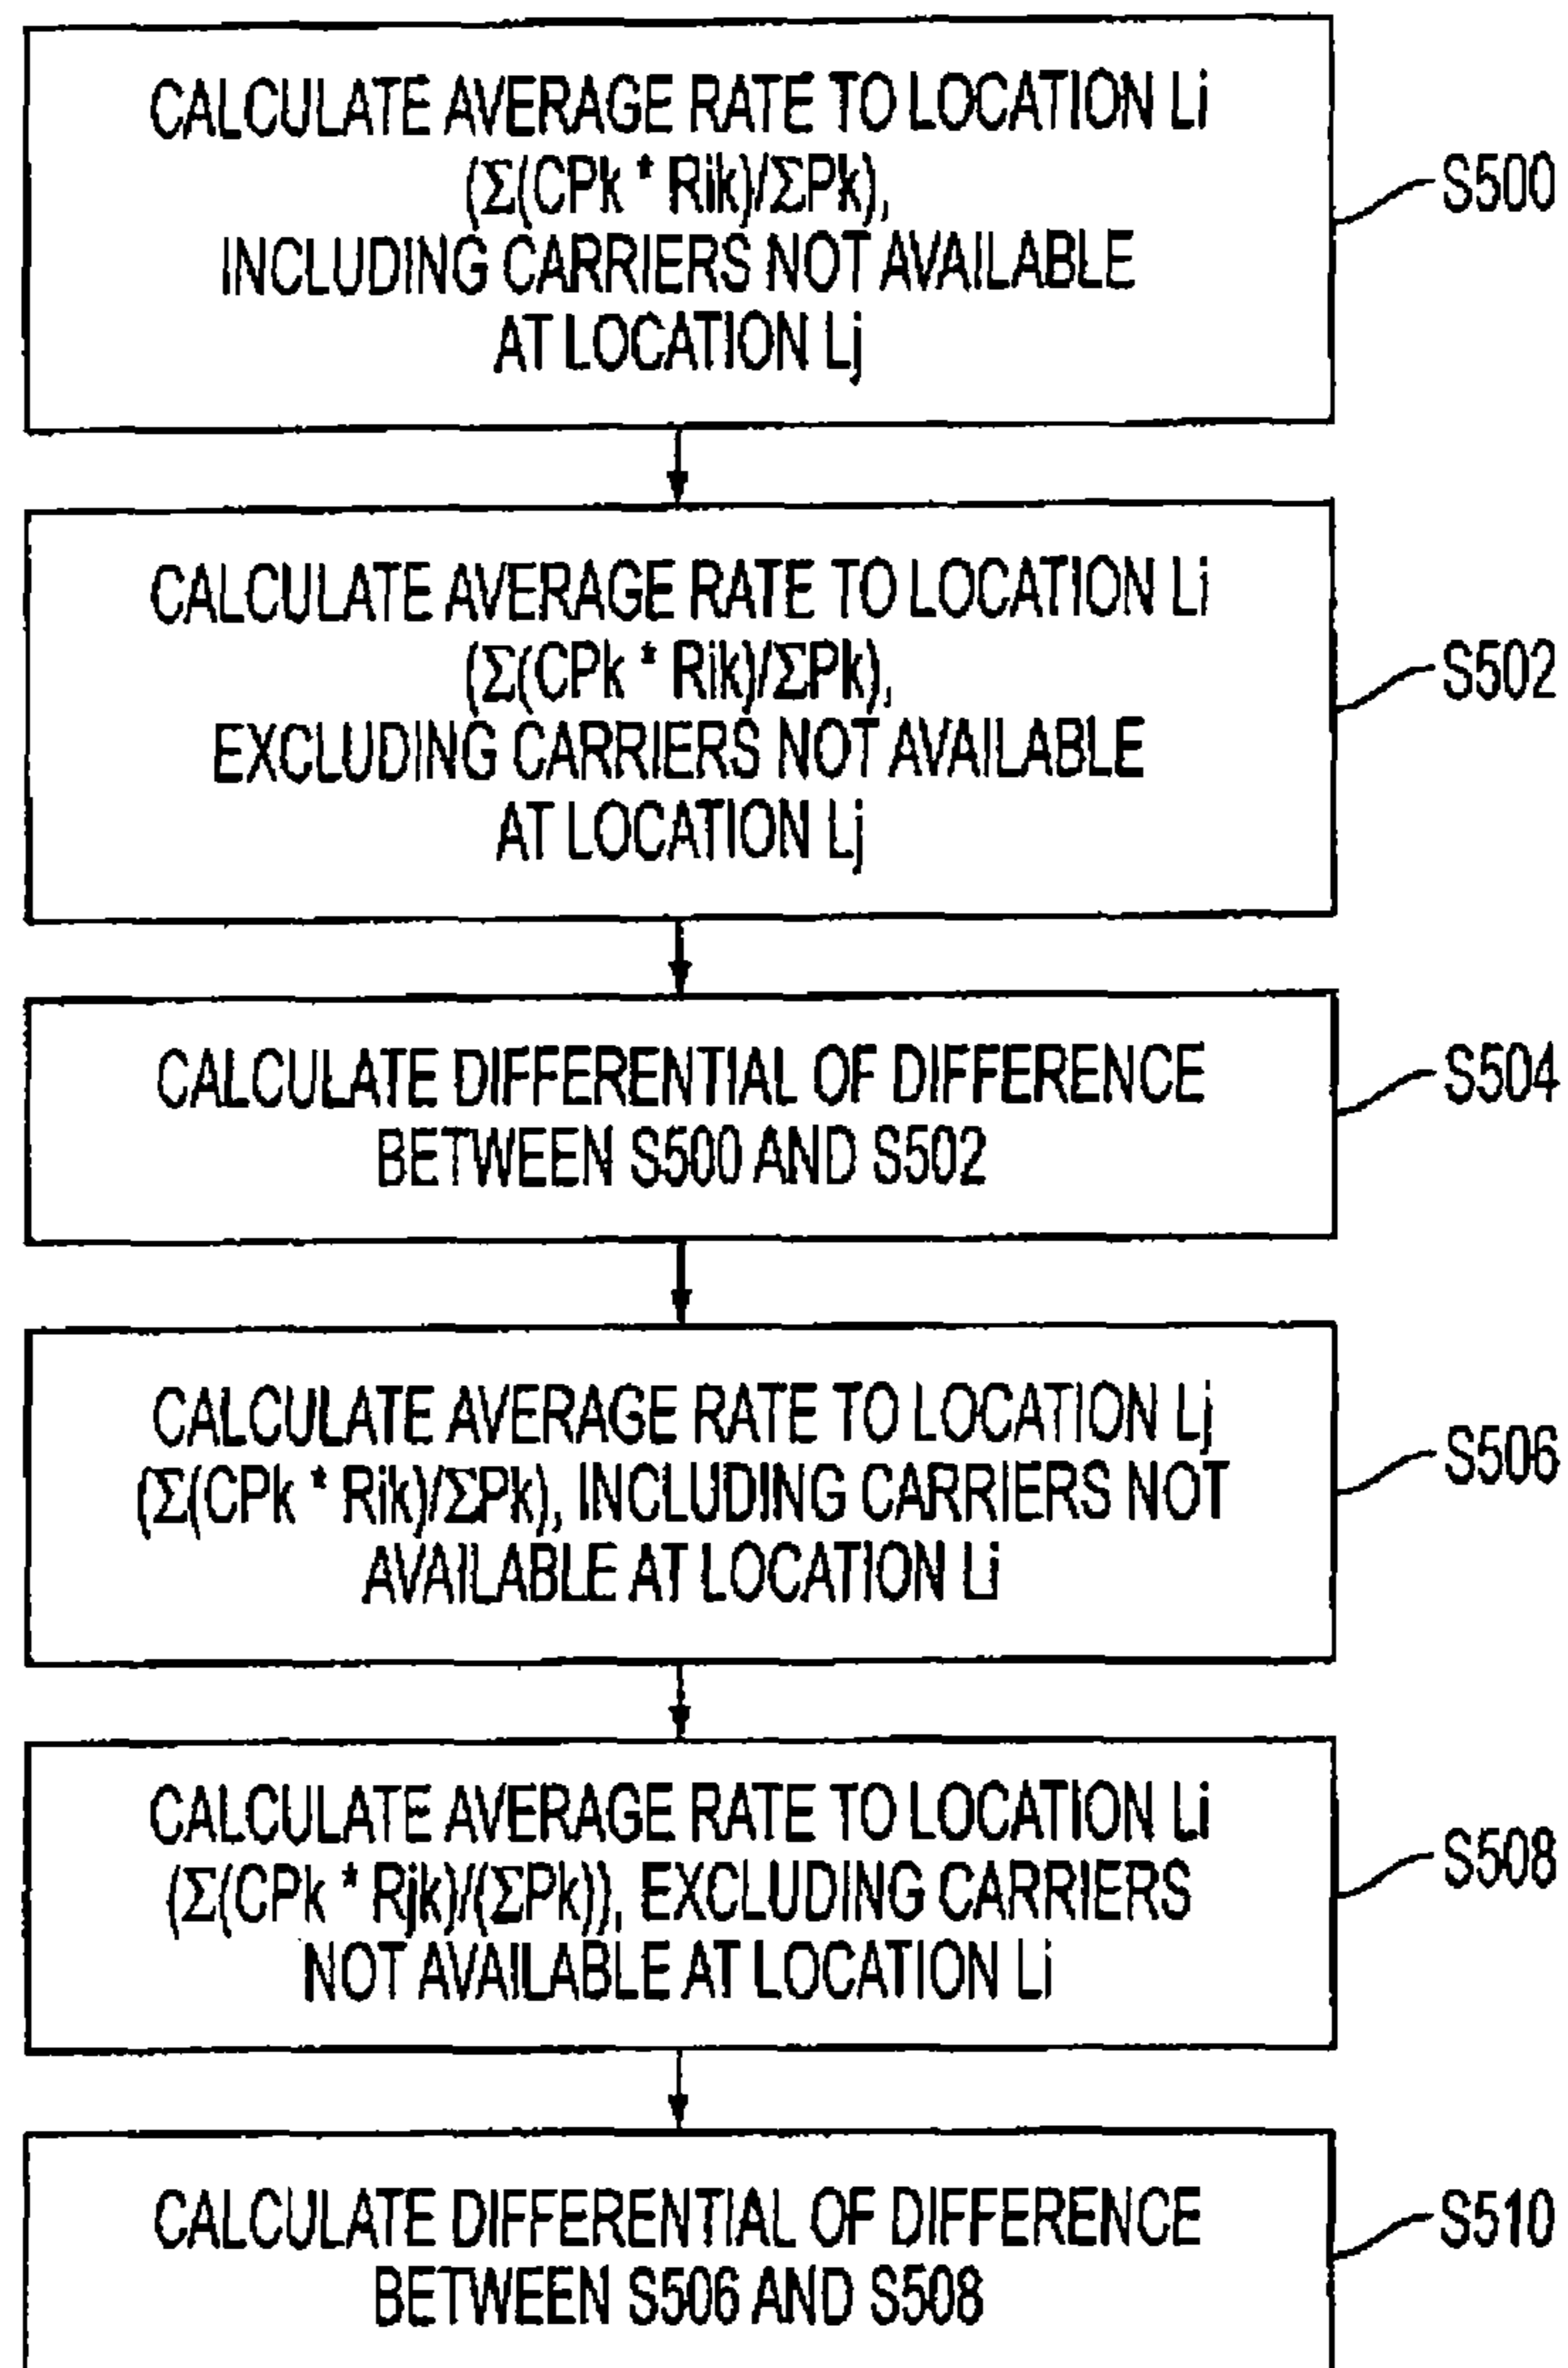 CALCULATE AVERAGE RATE TO LOCATION Li
(Σ(CPk * Rik)/ΣPk),
INCLUDING CARRIERS NOT AVAILABLE
AT LOCATION Lj
S500
CALCULATE AVERAGE RATE TO LOCATION Li
(Σ(CPk * Rik)/ΣPk),
EXCLUDING CARRIERS NOT AVAILABLE
AT LOCATION Lj
S502
CALCULATE DIFFERENTIAL OF DIFFERENCE
BETWEEN S500 AND S502
S504
CALCULATE AVERAGE RATE TO LOCATION Lj
(Σ(CPk * Rik)/ΣPk), INCLUDING CARRIERS NOT
AVAILABLE AT LOCATION Li
S506
CALCULATE AVERAGE RATE TO LOCATION Li
(Σ(CPk * Rjk)/(ΣPk)), EXCLUDING CARRIERS
NOT AVAILABLE AT LOCATION Li
S508
CALCULATE DIFFERENTIAL OF DIFFERENCE
BETWEEN S506 AND S508
S510